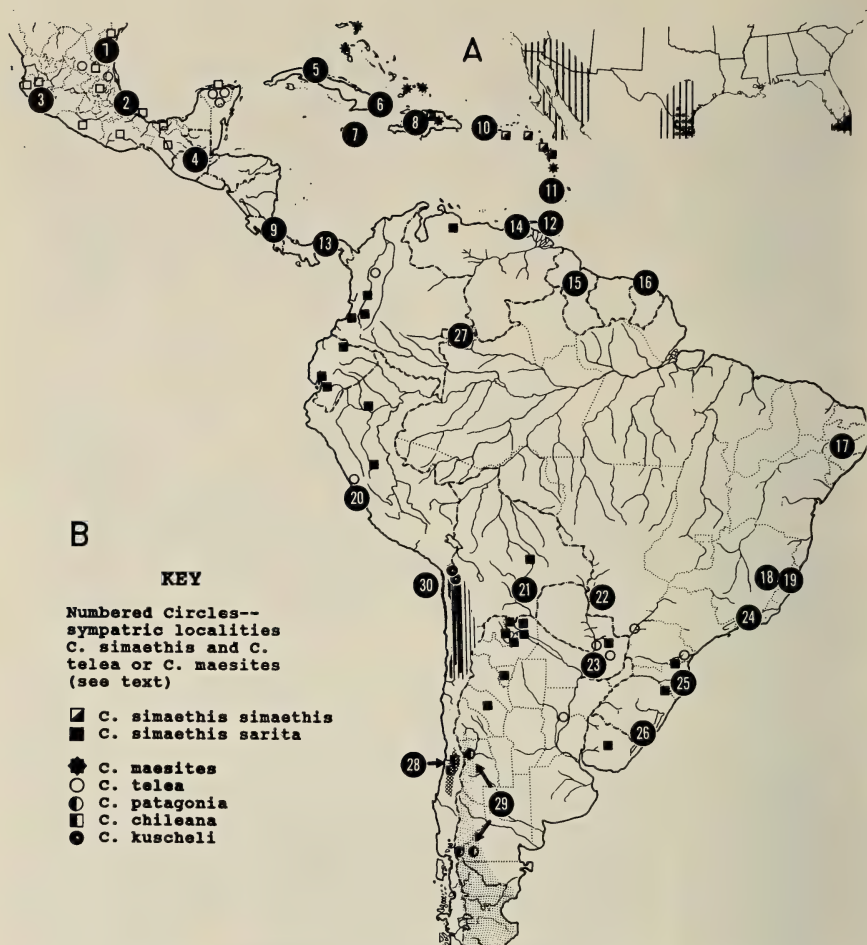 A
1
2
3
4
5
6
7
8
9
10
11
12
13
14
15
16
17
18
19
20
21
22
23
24
25
26
27
28
29
30
B
KEY
Numbered Circles--
sympatric localities
C. simaethis and C.
telea or C. maesites
(see text)
C. simaethis simaethis
C. simaethis sarita
C. maesites
C. telea
C. patagonia
C. chileana
C. kuscheli